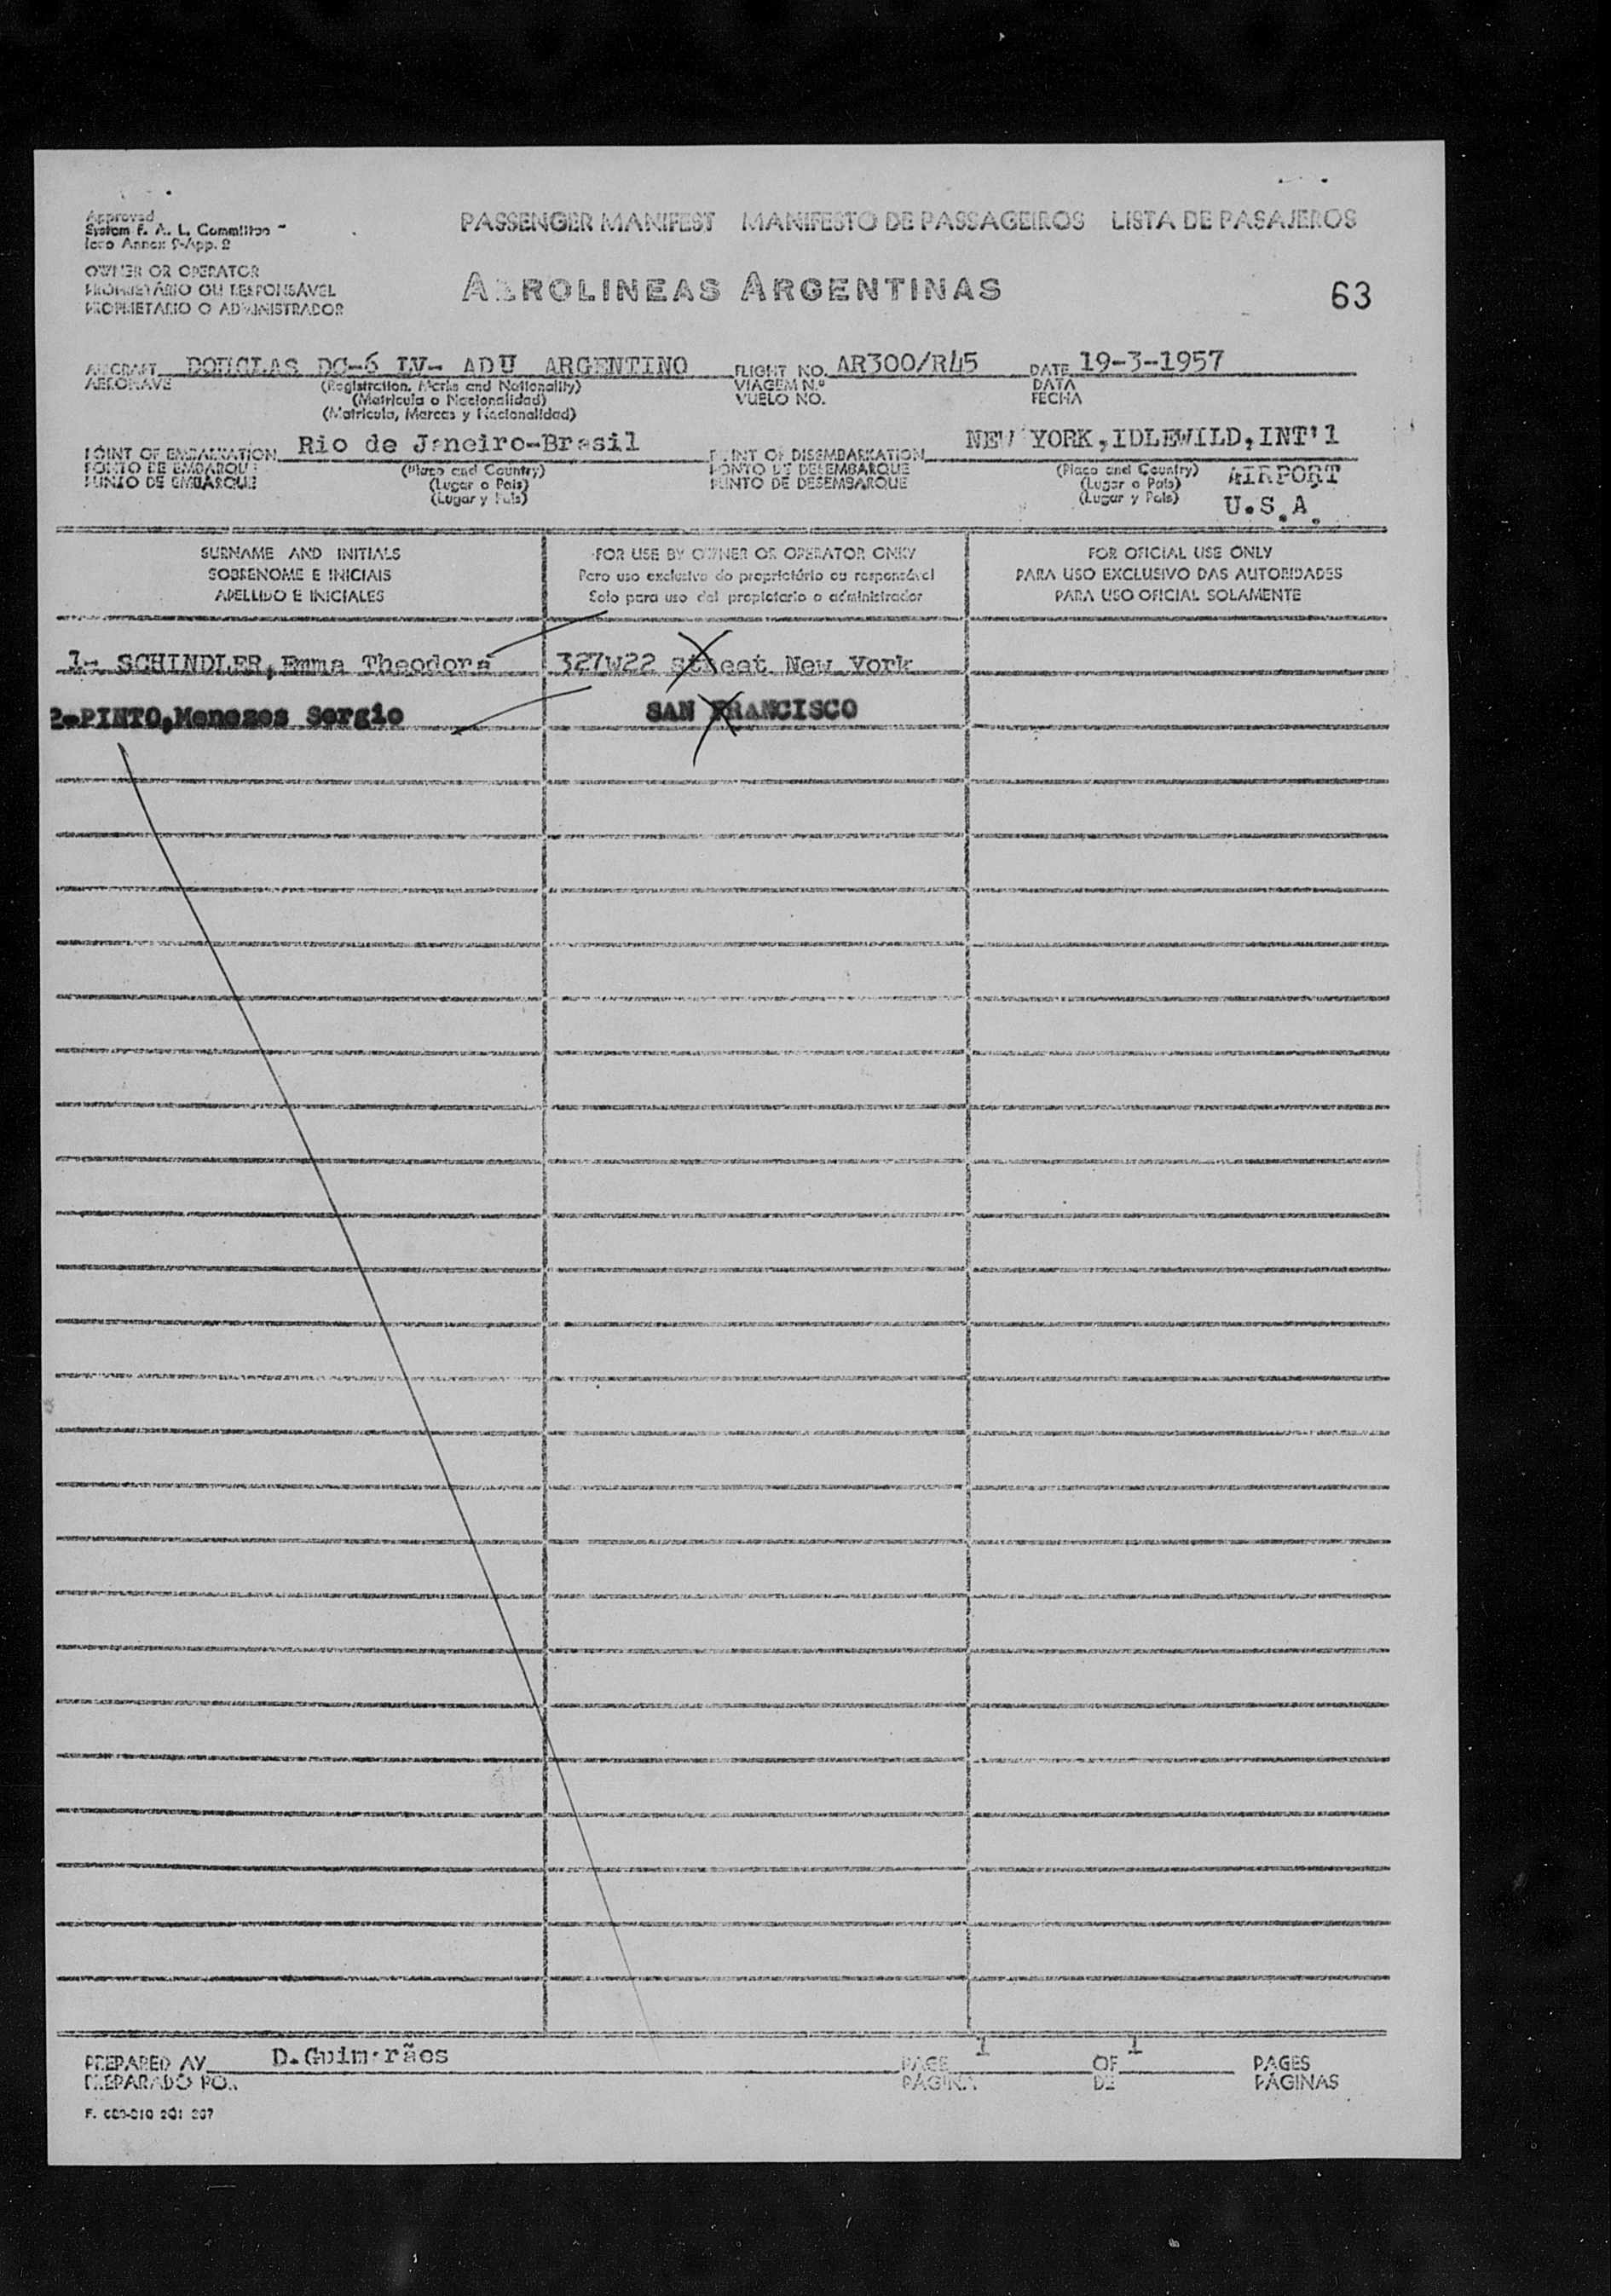 Approved
System F. A. L. Committee -
Icao Annex 9-App. 2
PASSENGER MANIFEST MANIFESTO DE PASSAGEIROS LISTA DE PASAJEROS
OWNER OR OPERATOR
PROPRIETÁRIO OU RESPONSÁVEL
PROPRIETARIO O ADMINISTRADOR
AEROLINEAS ARGENTINAS
63
AIRCRAFT DOUGLAS DC-6 LV- ADU ARGENTINO FLIGHT NO. AR300/R45 DATE 19-3-1957
AERONAVE (Registration, Marks and Nationality) VIAGEM N.º DATA
(Matricula o Nacionalidad) VUELO NO. FECHA
(Matricula, Marcas y Nacionalidad)
POINT OF EMBARKATION Rio de Janeiro-Brasil POINT OF DISEMBARKATION NEW YORK, IDLEWILD, INT'l
PONTO DE EMBARQUE (Place and Country) PONTO DE DESEMBARQUE (Place and Country) AIRPORT
PUNTO DE EMBARQUE (Lugar o Pais) PUNTO DE DESEMBARQUE (Lugar o Pais)
(Lugar y Pais) (Lugar y Pais) U.S.A.
SURNAME AND INITIALS FOR USE BY OWNER OR OPERATOR ONLY FOR OFICIAL USE ONLY
SOBRENOME E INICIAIS Para uso exclusivo do proprietário ou responsável PARA USO EXCLUSIVO DAS AUTORIDADES
APELLIDO E INICIALES Solo para uso del propietario o administrador PARA USO OFICIAL SOLAMENTE
1- SCHINDLER, Emma Theodora 327W22 street New York
2-PINTO,Menezes Sergio SAN FRANCISCO
PREPARED AY D.Guimarães PAGE 1 OF 1 PAGES
PREPARADO POR PÁGINA DE PÁGINAS